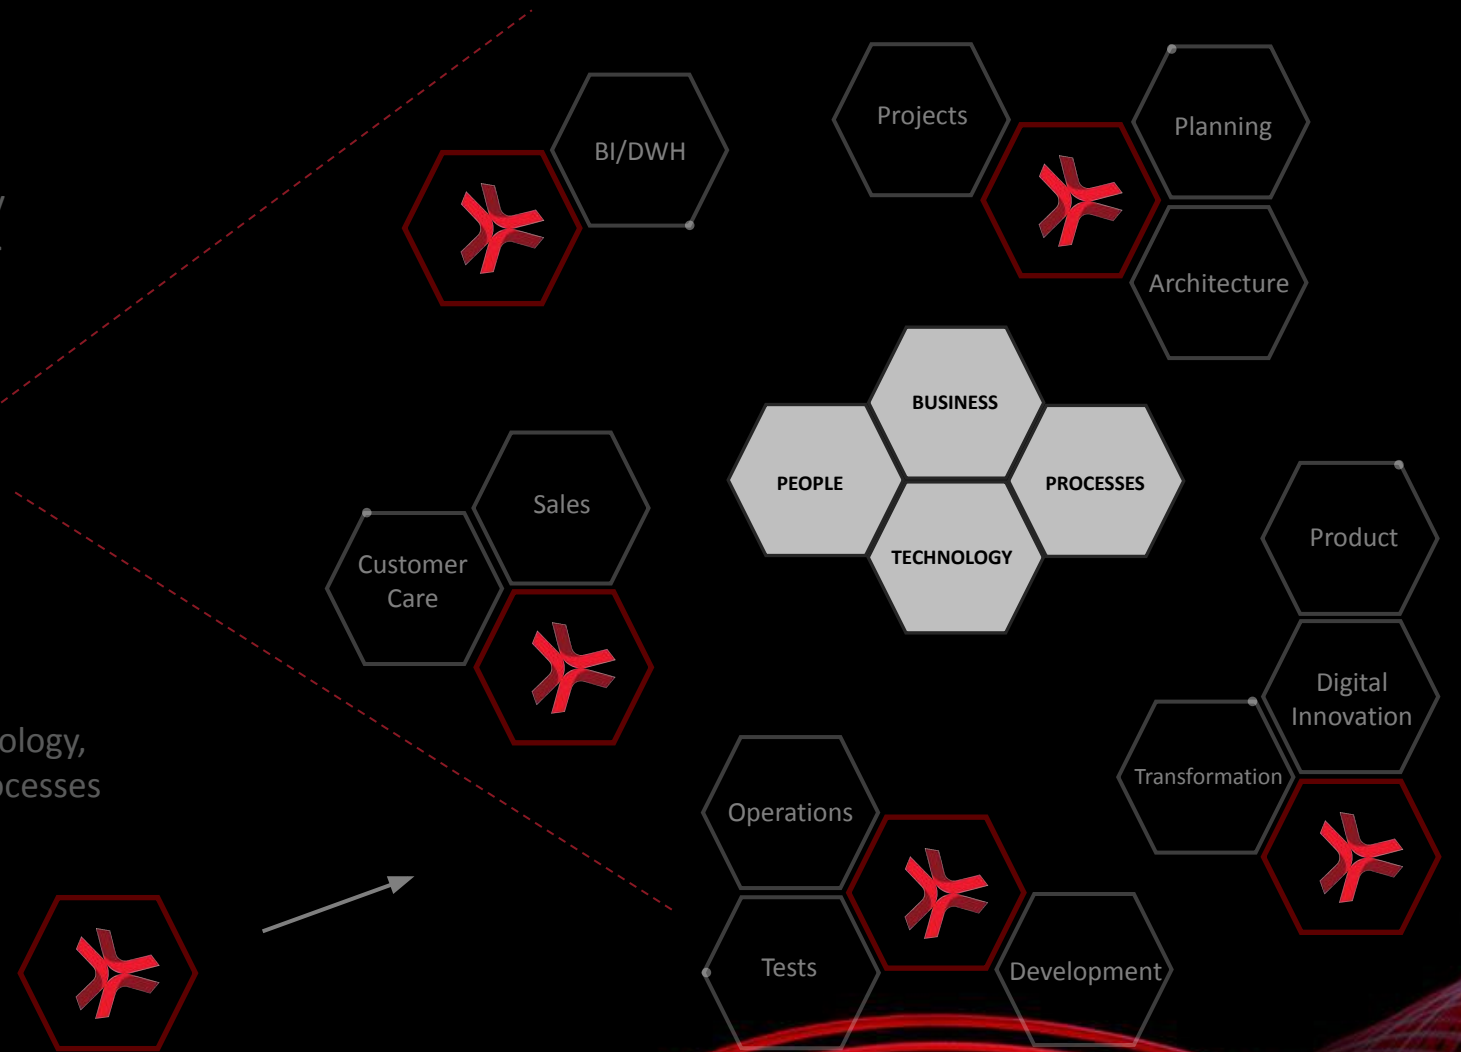 Projects
Planning
BI/DWH
Architecture
BUSINESS
PEOPLE
PROCESSES
TECHNOLOGY
Sales
Customer
Care
Product
Digital
Innovation
Transformation
Operations
Tests
Development
ology,
ocesses